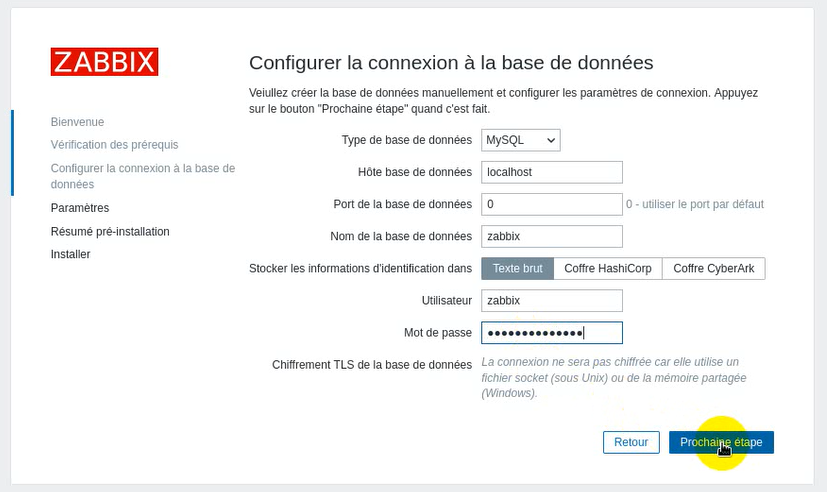 ZABBIX
Configurer la connexion à la base de données
Veiullez créer la base de données manuellement et configurer les paramètres de connexion. Appuyez
sur le bouton "Prochaine étape" quand c'est fait.
Bienvenue
Vérification des prérequis
Configurer la connexion à la base de
données
Paramètres
Résumé pré-installation
Installer
Type de base de données MySQL
Hôte base de données localhost
Port de la base de données 0 0 - utiliser le port par défaut
Nom de la base de données zabbix
Stocker les informations d'identification dans Texte brut Coffre HashiCorp Coffre CyberArk
Utilisateur zabbix
Mot de passe ●●●●●●●●●●●●●●
Chiffrement TLS de la base de données La connexion ne sera pas chiffrée car elle utilise un
fichier socket (sous Unix) ou de la mémoire partagée
(Windows).
Retour Prochaine étape